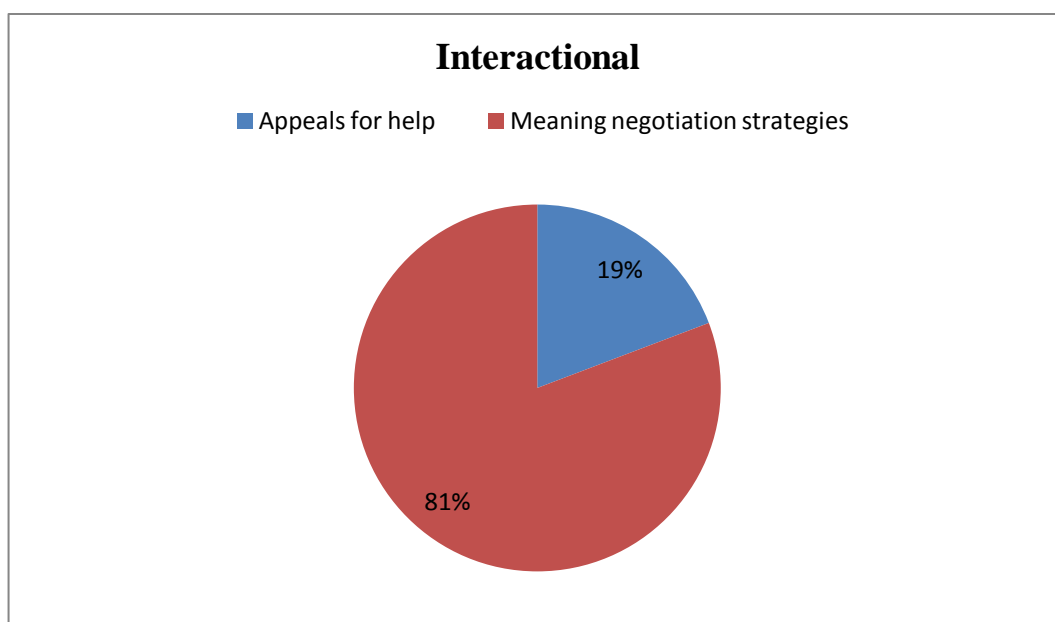 Interactional
Appeals for help Meaning negotiation strategies
19%
81%